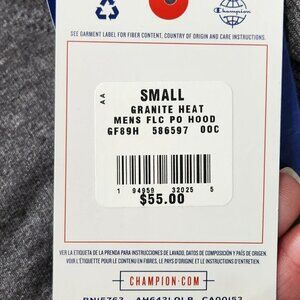 Champion
SEE GARMENT LABEL FOR FIBER CONTENT, COUNTRY OF ORIGIN AND CARE INSTRUCTIONS.
AA
SMALL
GRANITE HEAT
MENS FLC PO HOOD
GF89H 586597 00C
1 94959 32025 5
$55.00
VER LA ETIQUETA DE LA PRENDA PARA INSTRUCCIONES DE LAVADO, DATOS DE COMPOSICIÓN Y PAÍS DE ORIGEN.
VOIR L'ÉTIQUETTE POUR LE CONTENU EN FIBRES, LE PAYS D'ORIGINE ET LES INSTRUCTIONS D'ENTRETIEN.
CHAMPION.COM